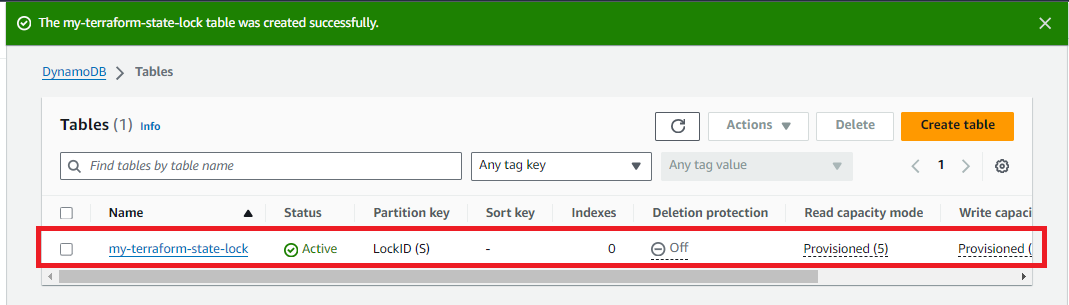 The my-terraform-state-lock table was created successfully.
DynamoDB > Tables
Tables (1) Info
Actions
Delete
Create table
Find tables by table name
Any tag key
Any tag value
1
Name Status Partition key Sort key Indexes Deletion protection Read capacity mode Write capaci
my-terraform-state-lock Active LockID (S) - 0 Off Provisioned (5) Provisioned (